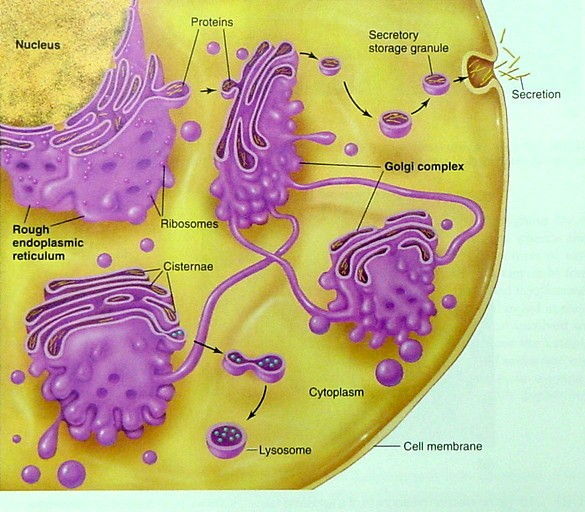 Proteins
Nucleus
Secretory
storage granule
Secretion
Golgi complex
Ribosomes
Rough
endoplasmic
reticulum
Cisternae
Cytoplasm
Lysosome
Cell membrane